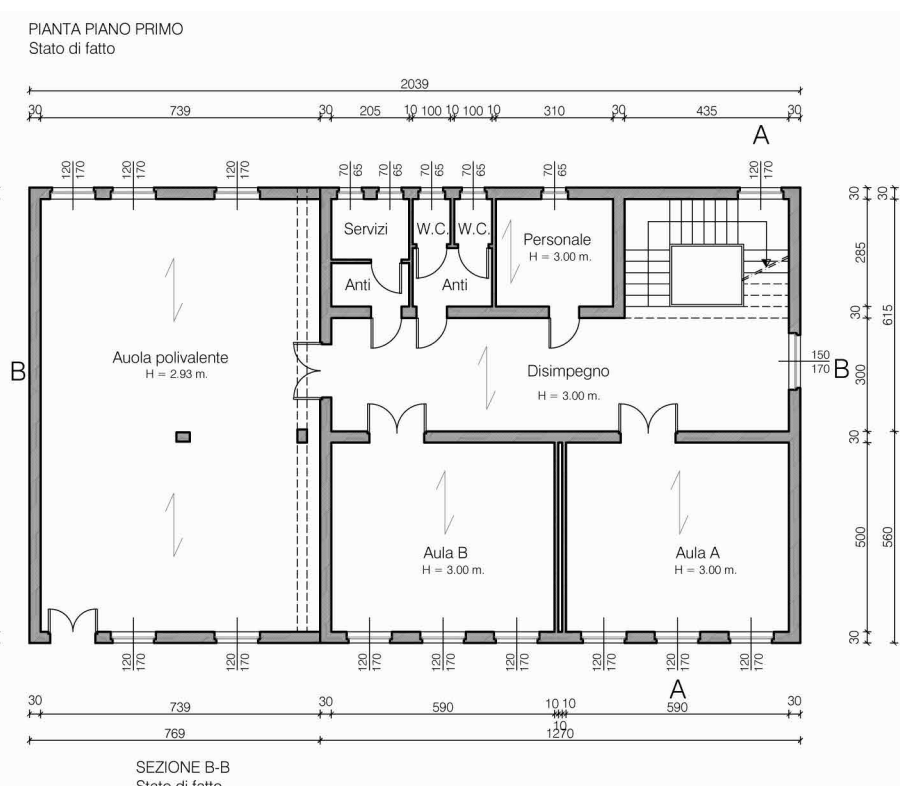 PIANTA PIANO PRIMO
Stato di fatto
2039
30 739 30 205 10 100 10 100 10 310 30 435 30
A
120 170 120 170 120 170 70 65 70 65 70 65 70 65 70 65 120 170
30 30
Servizi W.C. W.C.
Personale
H = 3.00 m.
285
Anti Anti
30 615
Auola polivalente
H = 2.93 m.
B
Disimpegno
H = 3.00 m.
150
170
B
300
30
Aula B
H = 3.00 m.
Aula A
H = 3.00 m.
500 560
30
120 170 120 170 120 170 120 170 120 170 120 170 120 170 120 170
A
30 739 30 590 10 10 590 30
10
769 1270
SEZIONE B-B
Stato di fatto